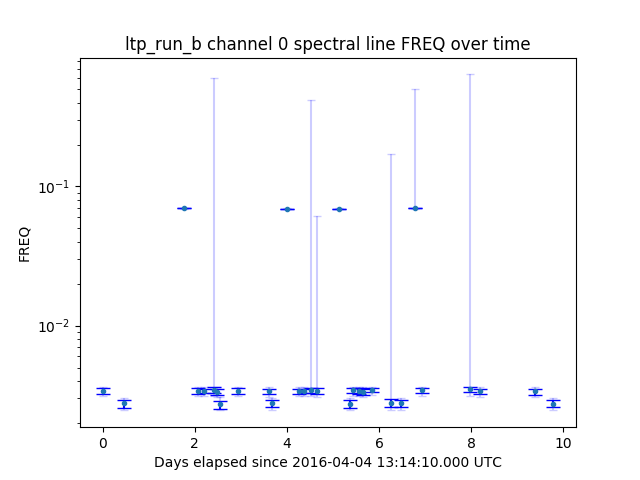 ltp_run_b channel 0 spectral line FREQ over time
FREQ
10⁻¹
10⁻²
0 2 4 6 8 10
Days elapsed since 2016-04-04 13:14:10.000 UTC